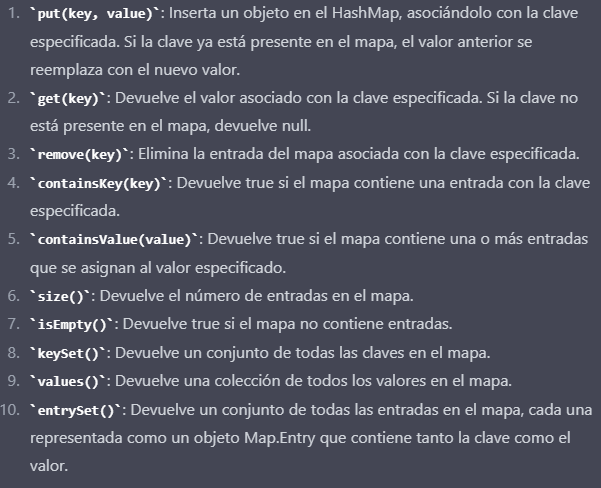 1. `put(key, value)`: Inserta un objeto en el HashMap, asociándolo con la clave
especificada. Si la clave ya está presente en el mapa, el valor anterior se
reemplaza con el nuevo valor.
2. `get(key)`: Devuelve el valor asociado con la clave especificada. Si la clave no
está presente en el mapa, devuelve null.
3. `remove(key)`: Elimina la entrada del mapa asociada con la clave especificada.
4. `containsKey(key)`: Devuelve true si el mapa contiene una entrada con la clave
especificada.
5. `containsValue(value)`: Devuelve true si el mapa contiene una o más entradas
que se asignan al valor especificado.
6. `size()`: Devuelve el número de entradas en el mapa.
7. `isEmpty()`: Devuelve true si el mapa no contiene entradas.
8. `keySet()`: Devuelve un conjunto de todas las claves en el mapa.
9. `values()`: Devuelve una colección de todos los valores en el mapa.
10. `entrySet()`: Devuelve un conjunto de todas las entradas en el mapa, cada una
representada como un objeto Map.Entry que contiene tanto la clave como el
valor.